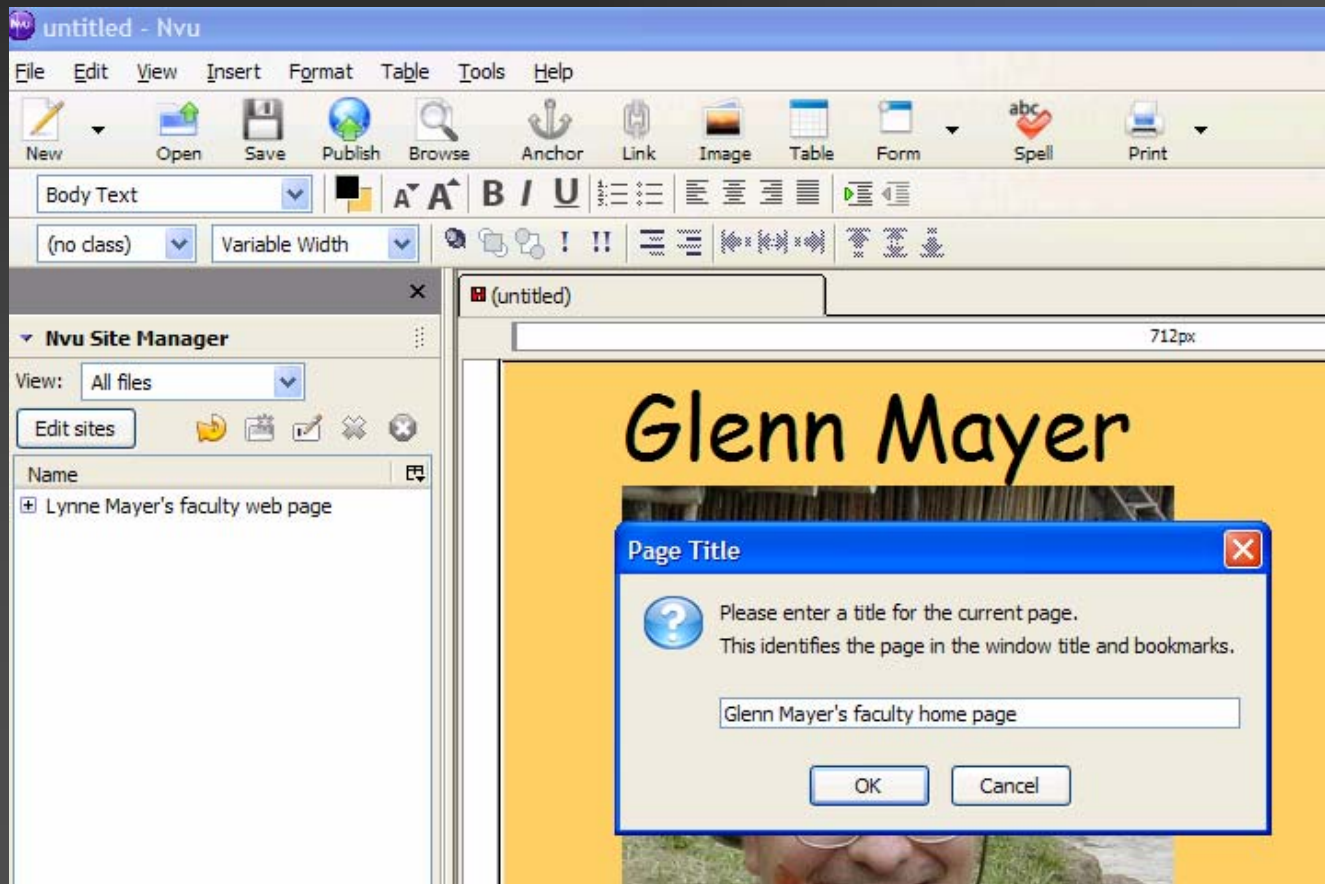 untitled - Nvu
File Edit View Insert Format Table Tools Help
New Open Save Publish Browse Anchor Link Image Table Form Spell Print
Body Text
(no class) Variable Width
(untitled)
Nvu Site Manager
712px
View: All files
Edit sites
Name
Lynne Mayer's faculty web page
Glenn Mayer
Page Title
Please enter a title for the current page.
This identifies the page in the window title and bookmarks.
Glenn Mayer's faculty home page
OK Cancel